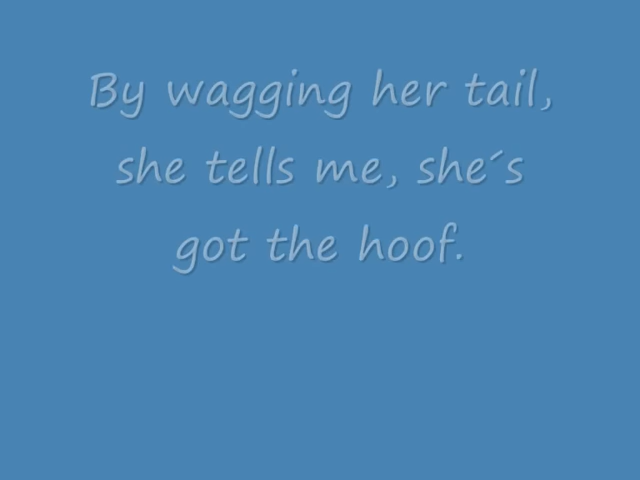 By wagging her tail,
she tells me, she´s
got the hoof.